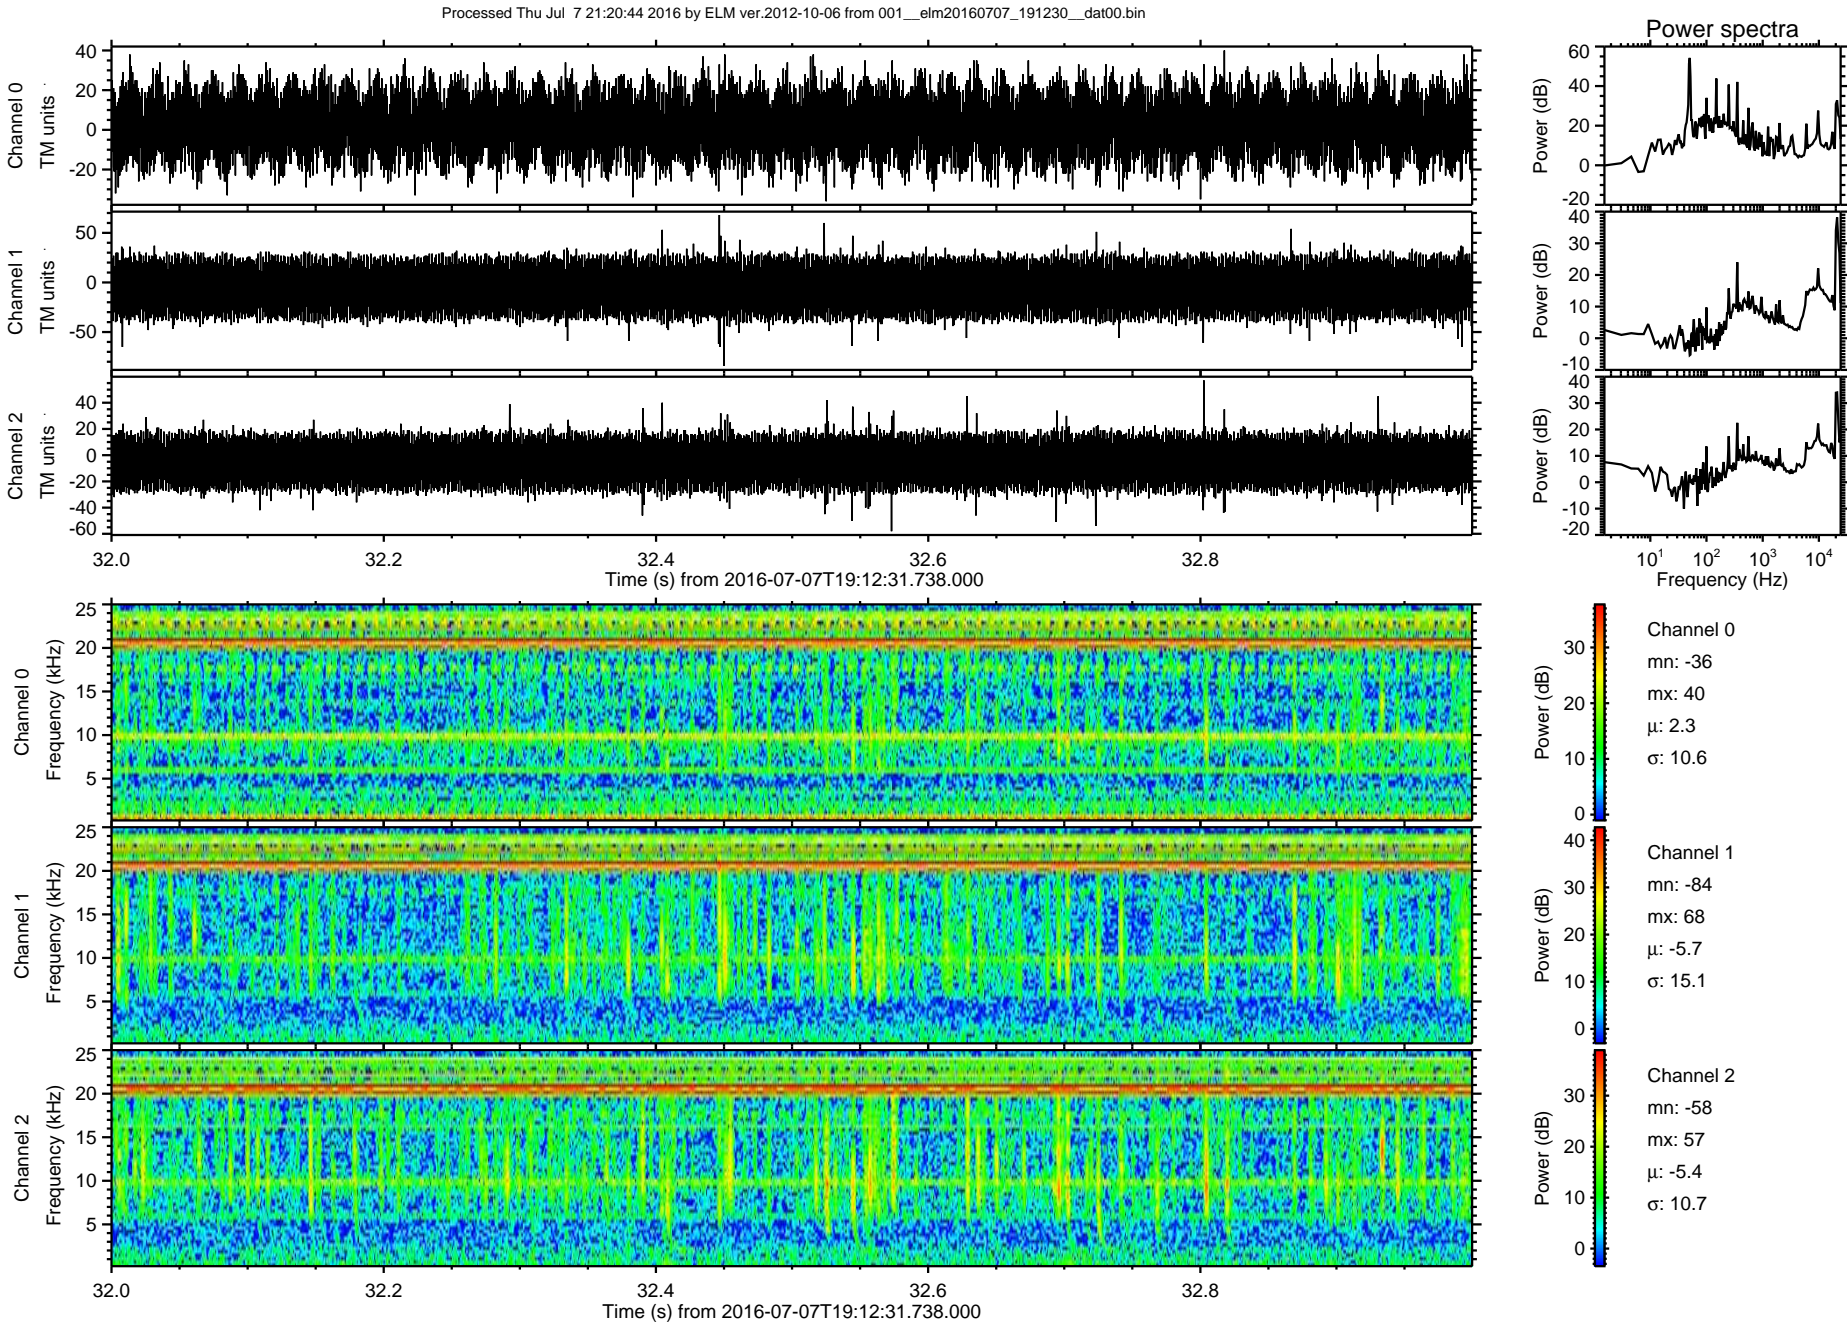 Processed Thu Jul 7 21:20:44 2016 by ELM ver.2012-10-06 from 001__elm20160707_191230__dat00.bin
Power spectra
Channel 0
TM units
40
20
0
-20
Power (dB)
60
40
20
0
-20
Channel 1
TM units
50
0
-50
Power (dB)
40
30
20
10
0
-10
Channel 2
TM units
40
20
0
-20
-40
-60
Power (dB)
40
30
20
10
0
-10
-20
32.0 32.2 32.4 32.6 32.8
Time (s) from 2016-07-07T19:12:31.738.000
10^1 10^2 10^3 10^4
Frequency (Hz)
Channel 0
Frequency (kHz)
25
20
15
10
5
Power (dB)
30
20
10
0
Channel 0
mn: -36
mx: 40
μ: 2.3
σ: 10.6
Channel 1
Frequency (kHz)
25
20
15
10
5
Power (dB)
40
30
20
10
0
Channel 1
mn: -84
mx: 68
μ: -5.7
σ: 15.1
Channel 2
Frequency (kHz)
25
20
15
10
5
Power (dB)
30
20
10
0
Channel 2
mn: -58
mx: 57
μ: -5.4
σ: 10.7
32.0 32.2 32.4 32.6 32.8
Time (s) from 2016-07-07T19:12:31.738.000